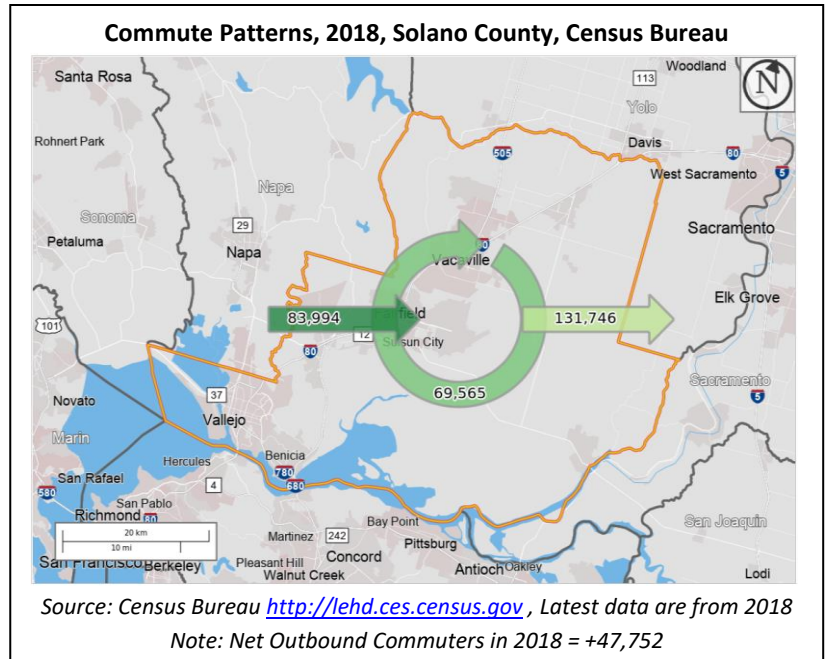 Commute Patterns, 2018, Solano County, Census Bureau
Santa Rosa
Woodland
113
N
Yolo
Rohnert Park
505
Davis
80
West Sacramento
5
Napa
Sonoma
29
Petaluma
Napa
Sacramento
80
Vacaville
Elk Grove
83,994
Fairfield
131,746
101
12
Suisun City
80
Sacramento
69,565
5
Novato
37
Vallejo
Marin
Benicia
Hercules
780
680
San Rafael
4
580
San Pablo
Richmond
80
Bay Point
San Joaquin
20 km
10 mi
Martinez
242
Pittsburg
San Francisco
Berkeley
Pleasant Hill
Concord
Walnut Creek
Antioch
Oakley
Lodi
Source: Census Bureau http://lehd.ces.census.gov , Latest data are from 2018
Note: Net Outbound Commuters in 2018 = +47,752